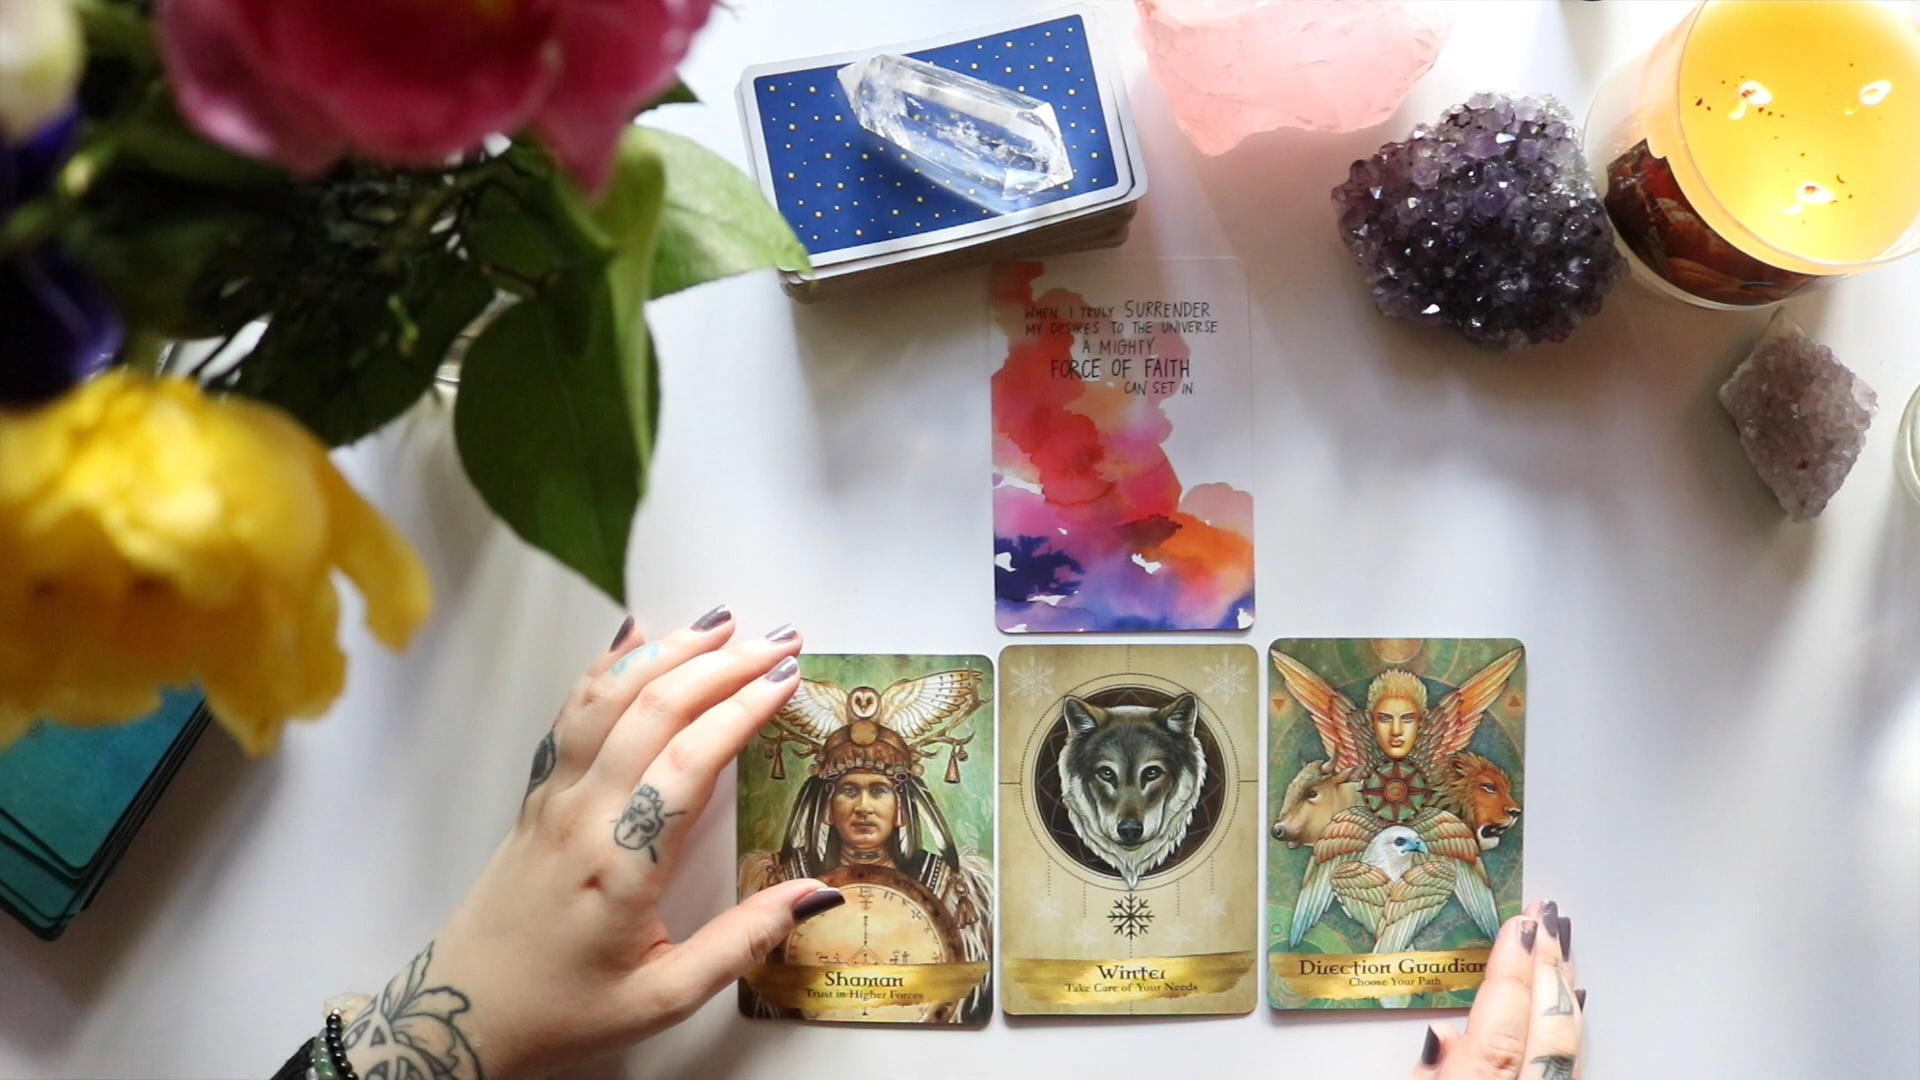 WHEN I TRULY SURRENDER
MY DESIRES TO THE UNIVERSE
A MIGHTY
FORCE OF FAITH
CAN SET IN.
Shaman
Trust in Higher Forces
Winter
Take Care of Your Needs
Direction Guardian
Choose Your Path